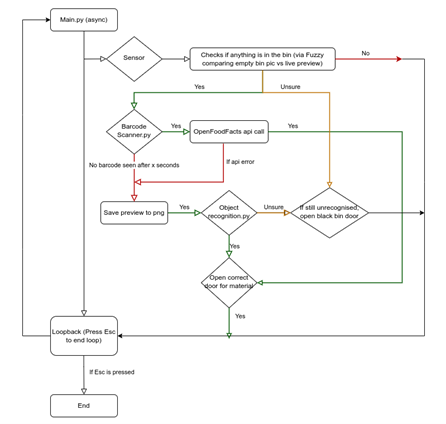 Main.py (async)
Sensor
Checks if anything is in the bin (via Fuzzy
comparing empty bin pic vs live preview)
No
Yes
Unsure
Barcode
Scanner.py
Yes
OpenFoodFacts api call
Yes
No barcode seen after x seconds
If api error
Save preview to png
Yes
Object
recognition.py
Unsure
If still unrecognised,
open black bin door
Yes
Open correct
door for material
Yes
Loopback (Press Esc
to end loop)
If Esc is pressed
End